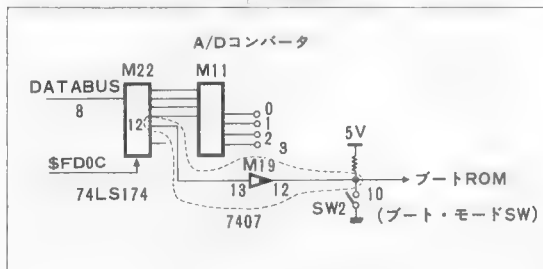 A/Dコンバータ
M22
M11
DATABUS
8
12
0
1
2
3
5V
$FD0C
M19
13
12
10
ブートROM
74LS174
7407
SW2
(ブート・モードSW)